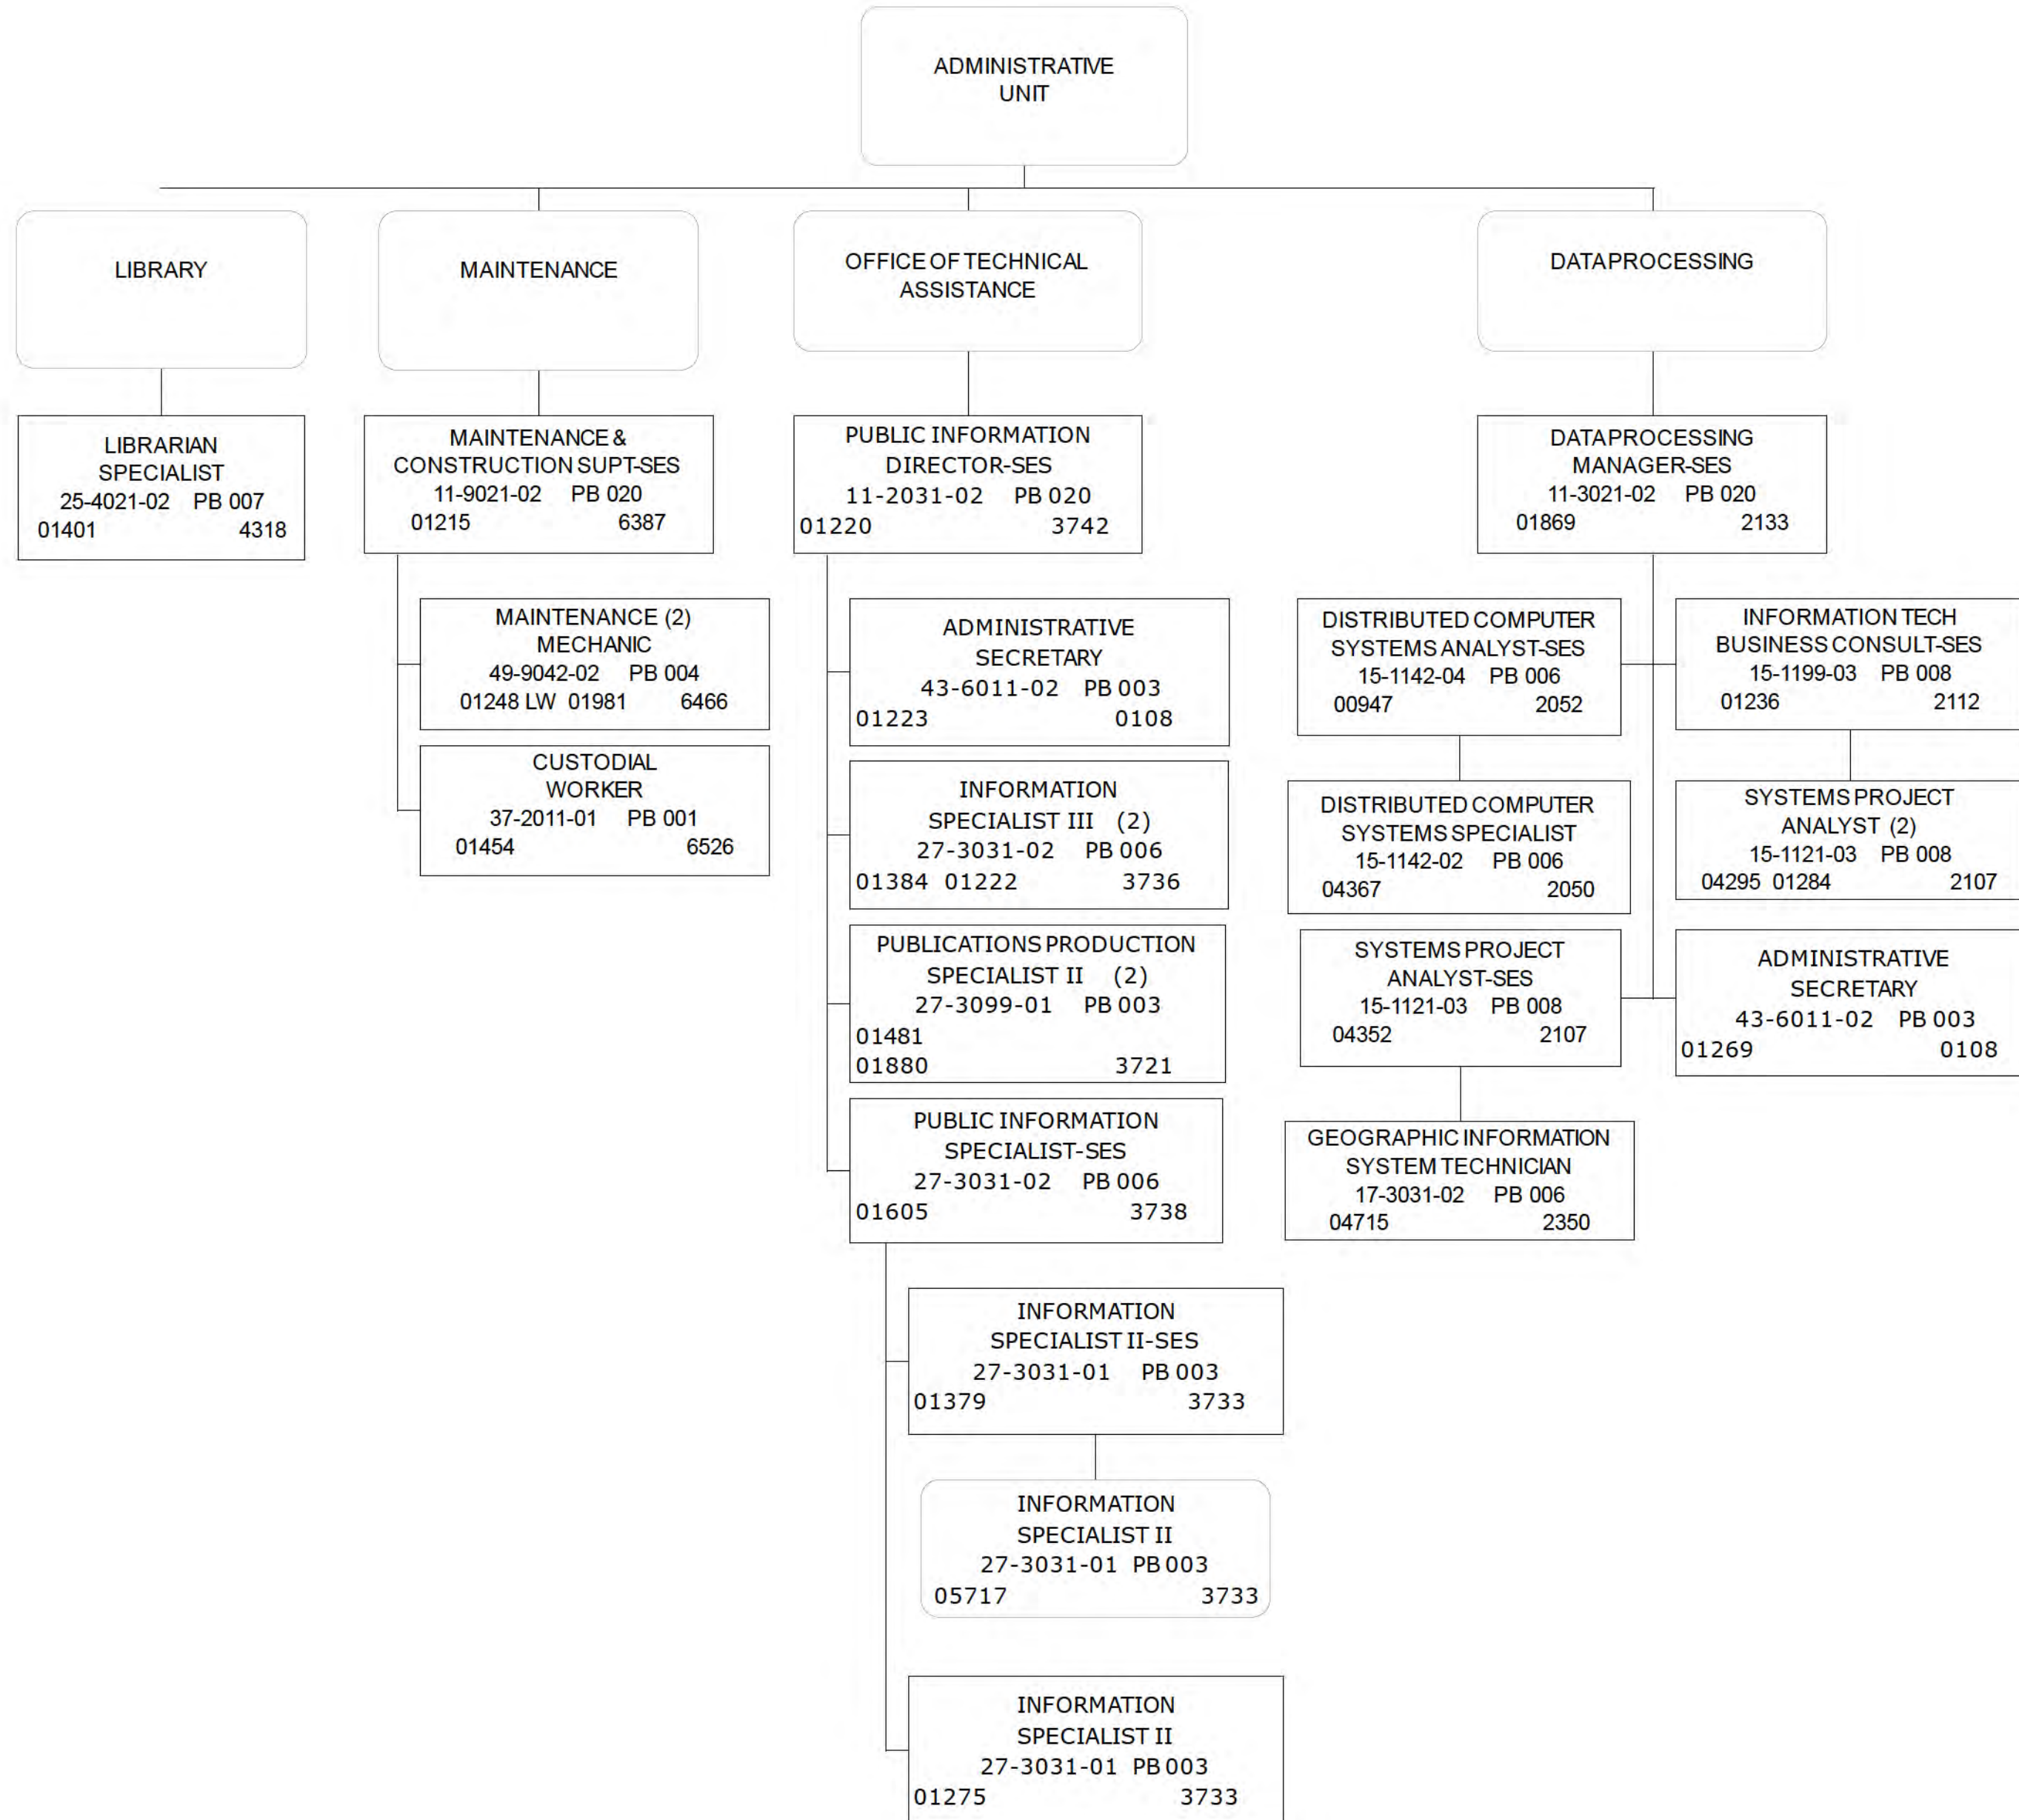 ADMINISTRATIVE
UNIT
LIBRARY
MAINTENANCE
OFFICE OF TECHNICAL
ASSISTANCE
DATA PROCESSING
LIBRARIAN
SPECIALIST
25-4021-02 PB 007
01401 4318
MAINTENANCE &
CONSTRUCTION SUPT-SES
11-9021-02 PB 020
01215 6387
MAINTENANCE (2)
MECHANIC
49-9042-02 PB 004
01248 LW 01981 6466
CUSTODIAL
WORKER
37-2011-01 PB 001
01454 6526
PUBLIC INFORMATION
DIRECTOR-SES
11-2031-02 PB 020
01220 3742
ADMINISTRATIVE
SECRETARY
43-6011-02 PB 003
01223 0108
INFORMATION
SPECIALIST III (2)
27-3031-02 PB 006
01384 01222 3736
PUBLICATIONS PRODUCTION
SPECIALIST II (2)
27-3099-01 PB 003
01481
01880 3721
PUBLIC INFORMATION
SPECIALIST-SES
27-3031-02 PB 006
01605 3738
INFORMATION
SPECIALIST II-SES
27-3031-01 PB 003
01379 3733
INFORMATION
SPECIALIST II
27-3031-01 PB 003
05717 3733
INFORMATION
SPECIALIST II
27-3031-01 PB 003
01275 3733
DATA PROCESSING
MANAGER-SES
11-3021-02 PB 020
01869 2133
DISTRIBUTED COMPUTER
SYSTEMS ANALYST-SES
15-1142-04 PB 006
00947 2052
DISTRIBUTED COMPUTER
SYSTEMS SPECIALIST
15-1142-02 PB 006
04367 2050
SYSTEMS PROJECT
ANALYST-SES
15-1121-03 PB 008
04352 2107
GEOGRAPHIC INFORMATION
SYSTEM TECHNICIAN
17-3031-02 PB 006
04715 2350
INFORMATION TECH
BUSINESS CONSULT-SES
15-1199-03 PB 008
01236 2112
SYSTEMS PROJECT
ANALYST (2)
15-1121-03 PB 008
04295 01284 2107
ADMINISTRATIVE
SECRETARY
43-6011-02 PB 003
01269 0108